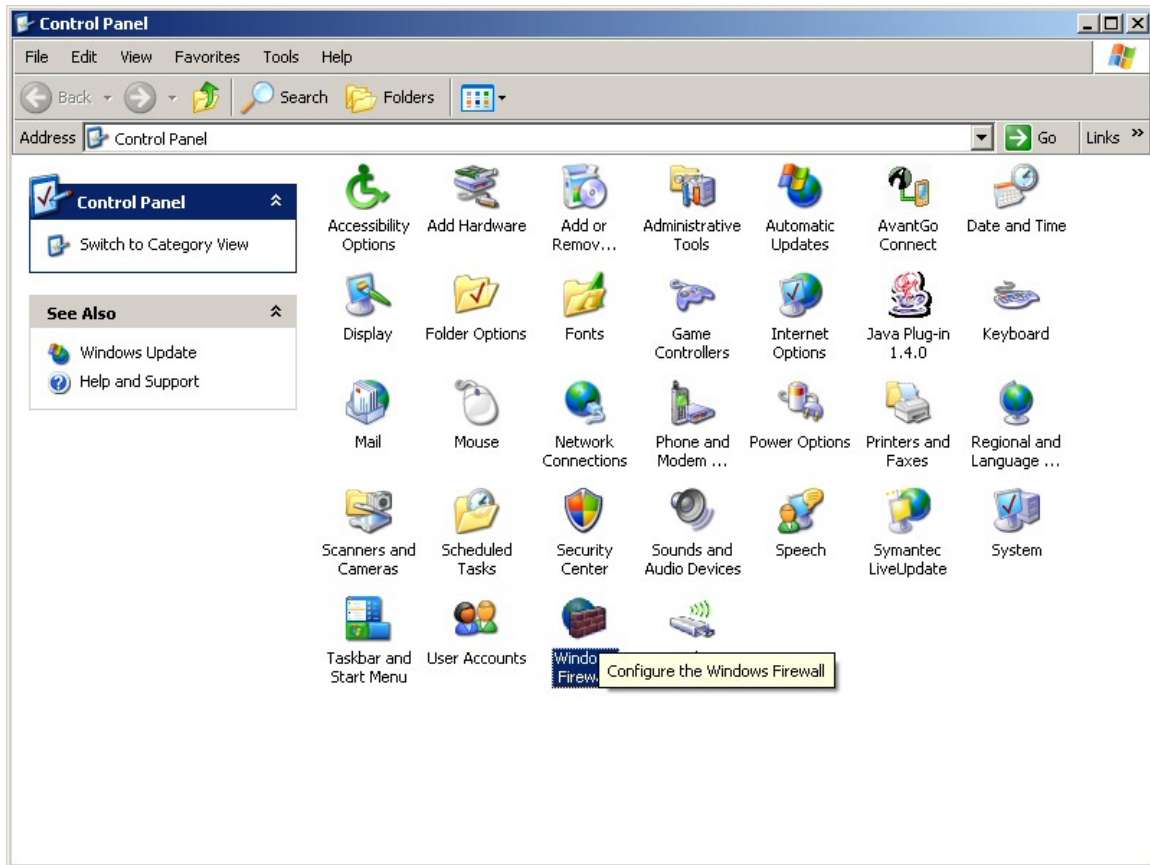 Control Panel
File Edit View Favorites Tools Help
Back Search Folders
Address Control Panel Go Links »
Control Panel
Switch to Category View
See Also
Windows Update
Help and Support
Accessibility Options
Add Hardware
Add or Remov...
Administrative Tools
Automatic Updates
AvantGo Connect
Date and Time
Display
Folder Options
Fonts
Game Controllers
Internet Options
Java Plug-in 1.4.0
Keyboard
Mail
Mouse
Network Connections
Phone and Modem ...
Power Options
Printers and Faxes
Regional and Language ...
Scanners and Cameras
Scheduled Tasks
Security Center
Sounds and Audio Devices
Speech
Symantec LiveUpdate
System
Taskbar and Start Menu
User Accounts
Configure the Windows Firewall